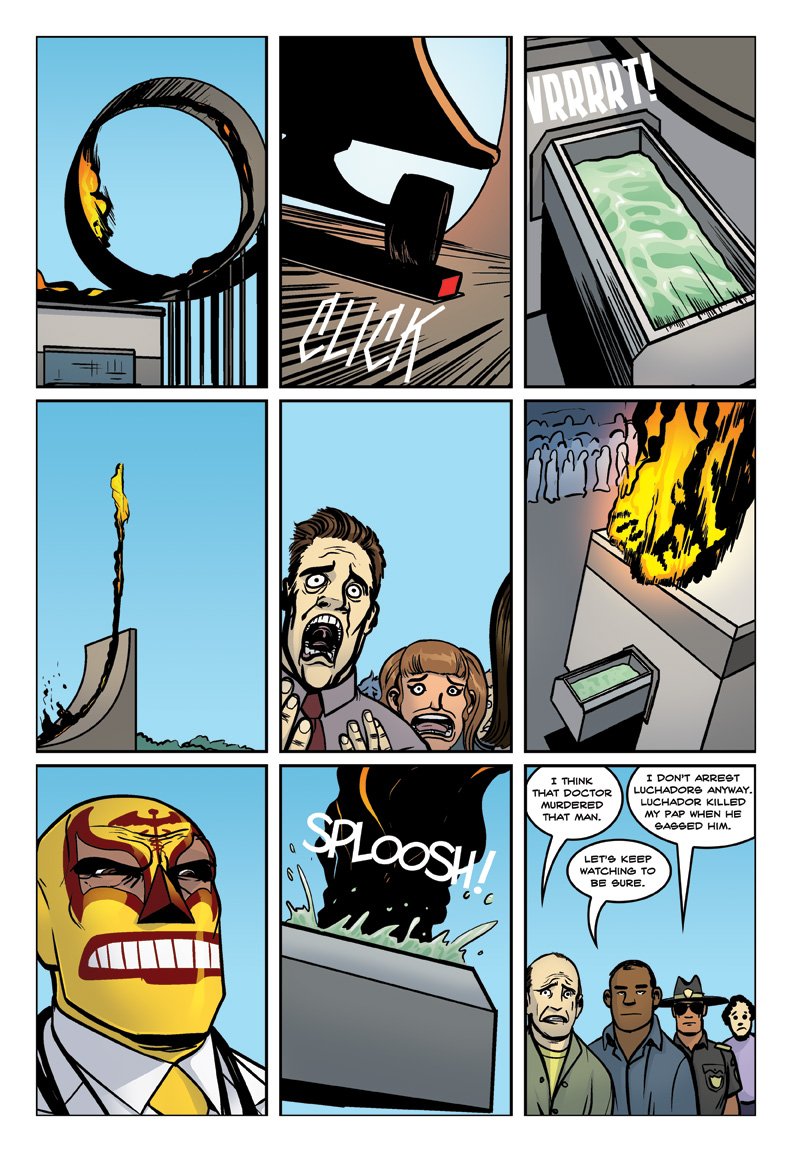 VRRRRT!
CLICK
SPLOOSH!
I THINK
THAT DOCTOR
MURDERED
THAT MAN.
I DON'T ARREST
LUCHADORS ANYWAY.
LUCHADOR KILLED
MY PAP WHEN HE
SASSED HIM.
LET'S KEEP
WATCHING TO
BE SURE.